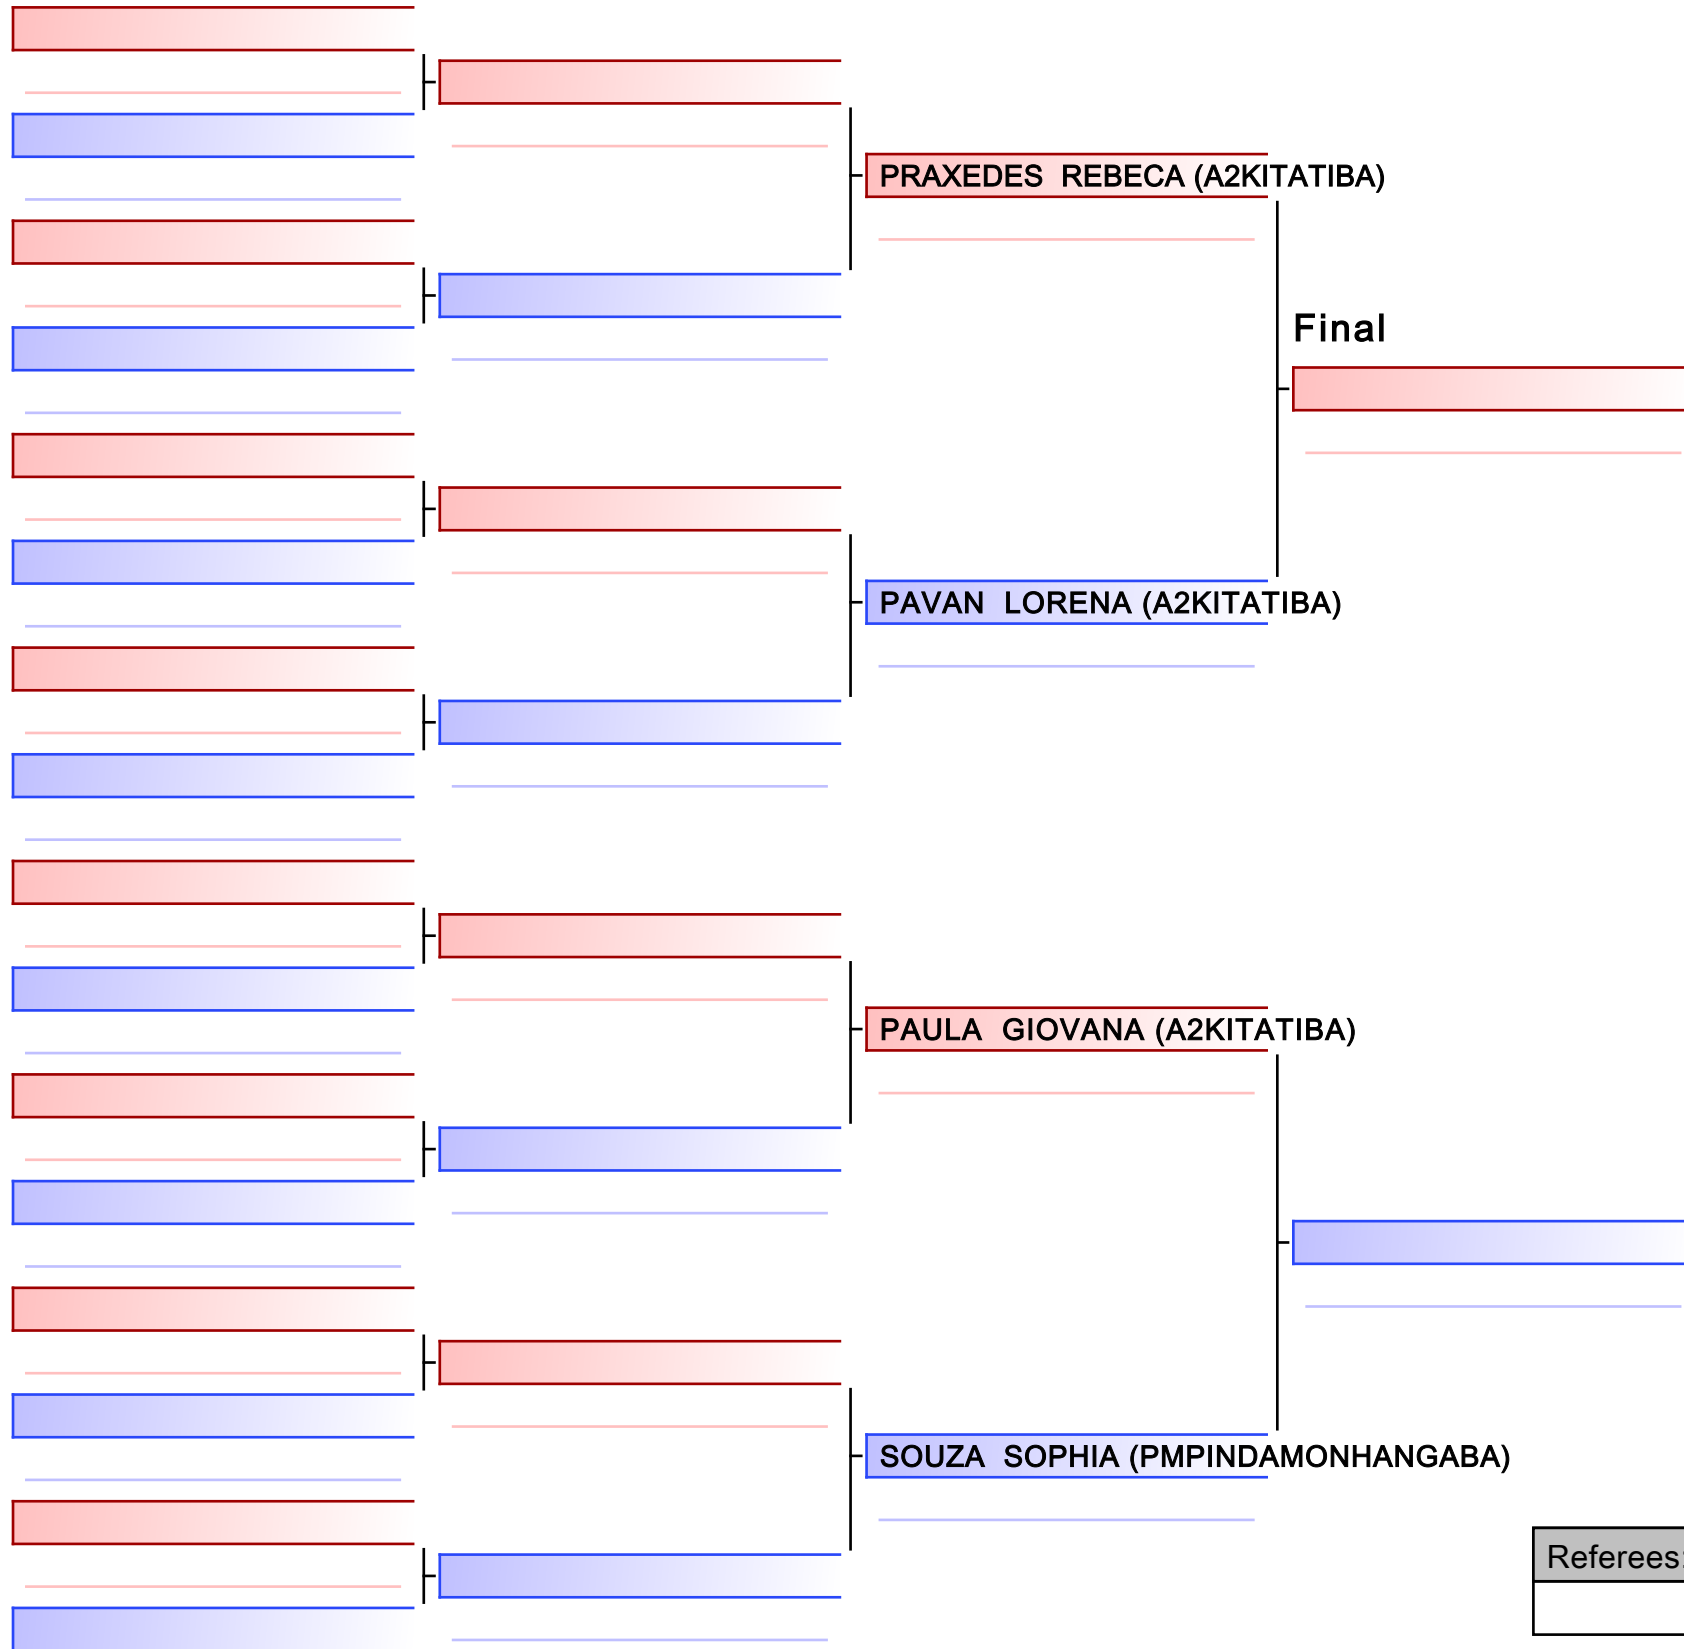 PRAXEDES  REBECA (A2KITATIBA)
Final
PAVAN  LORENA (A2KITATIBA)
PAULA  GIOVANA (A2KITATIBA)
SOUZA  SOPHIA (PMPINDAMONHANGABA)
Referees: